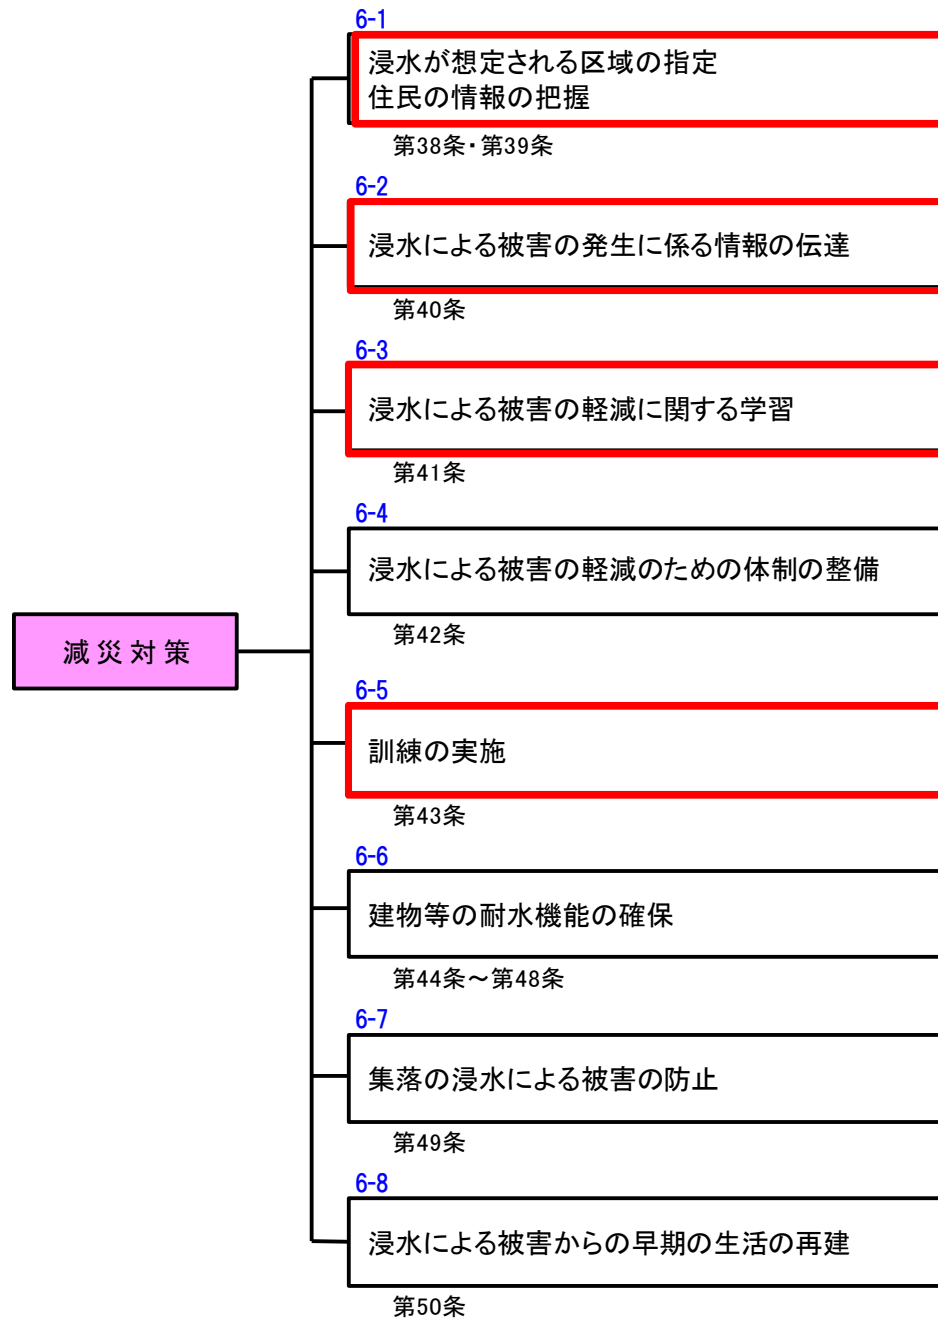 6-1
浸水が想定される区域の指定
住民の情報の把握
第38条・第39条
6-2
浸水による被害の発生に係る情報の伝達
第40条
6-3
浸水による被害の軽減に関する学習
第41条
6-4
浸水による被害の軽減のための体制の整備
第42条
減災対策
6-5
訓練の実施
第43条
6-6
建物等の耐水機能の確保
第44条～第48条
6-7
集落の浸水による被害の防止
第49条
6-8
浸水による被害からの早期の生活の再建
第50条